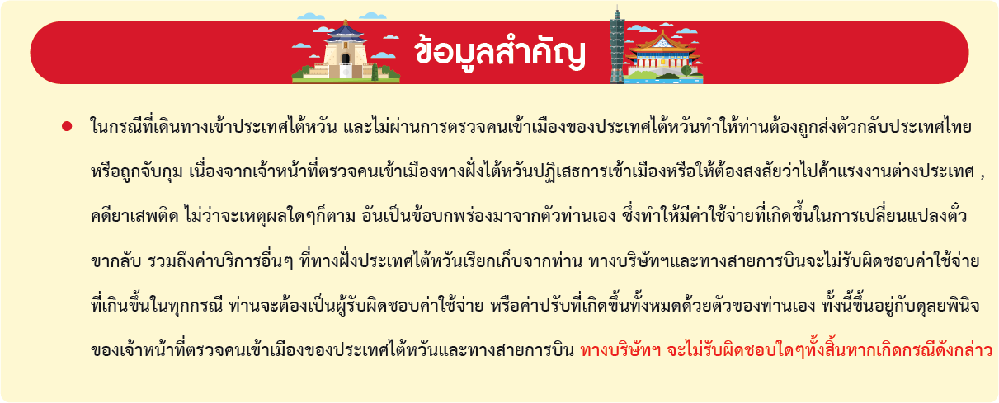 ข้อมูลสำคัญ
ในกรณีที่เดินทางเข้าประเทศไต้หวัน และไม่ผ่านการตรวจคนเข้าเมืองของประเทศไต้หวันทำให้ท่านต้องถูกส่งตัวกลับประเทศไทย
หรือถูกจับกุม เนื่องจากเจ้าหน้าที่ตรวจคนเข้าเมืองทางฝั่งไต้หวันปฏิเสธการเข้าเมืองหรือให้ต้องสงสัยว่าไปค้าแรงงานต่างประเทศ ,
คดียาเสพติด ไม่ว่าจะเหตุผลใดๆก็ตาม อันเป็นข้อบกพร่องมาจากตัวท่านเอง ซึ่งทำให้มีค่าใช้จ่ายที่เกิดขึ้นในการเปลี่ยนแปลงตั๋ว
ขากลับ รวมถึงค่าบริการอื่นๆ ที่ทางฝั่งประเทศไต้หวันเรียกเก็บจากท่าน ทางบริษัทฯและทางสายการบินจะไม่รับผิดชอบค่าใช้จ่าย
ที่เกินขึ้นในทุกกรณี ท่านจะต้องเป็นผู้รับผิดชอบค่าใช้จ่าย หรือค่าปรับที่เกิดขึ้นทั้งหมดด้วยตัวของท่านเอง ทั้งนี้ขึ้นอยู่กับดุลยพินิจ
ของเจ้าหน้าที่ตรวจคนเข้าเมืองของประเทศไต้หวันและทางสายการบิน ทางบริษัทฯ จะไม่รับผิดชอบใดๆทั้งสิ้นหากเกิดกรณีดังกล่าว